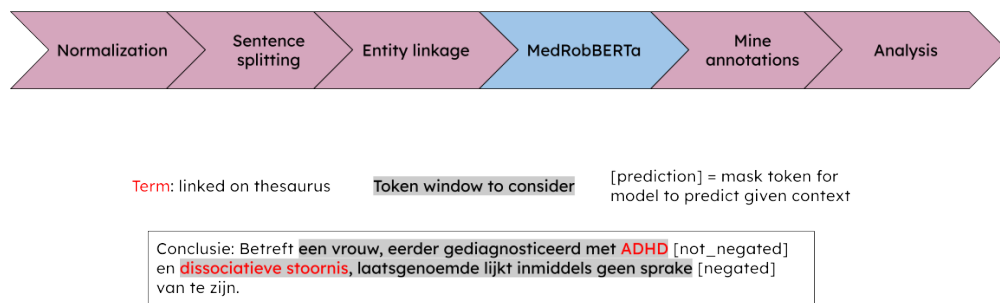 Normalization
Sentence
splitting
Entity linkage
MedRobBERTa
Mine
annotations
Analysis
Term: linked on thesaurus
Token window to consider
[prediction] = mask token for
model to predict given context
Conclusie: Betreft een vrouw, eerder gediagnosticeerd met ADHD [not_negated]
en dissociatieve stoornis, laatsgenoemde lijkt inmiddels geen sprake [negated]
van te zijn.